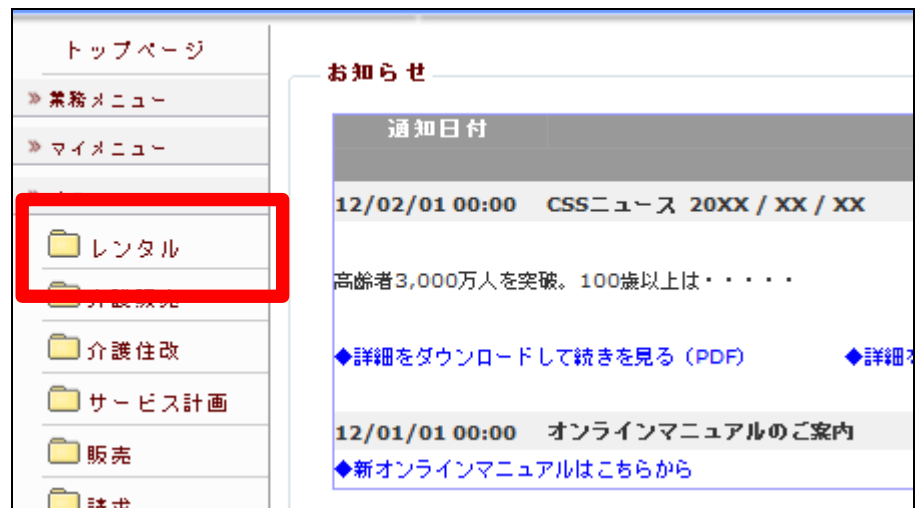 トップページ
» 業務メニュー
» マイメニュー
レンタル
介護住改
サービス計画
販売
請求
お知らせ
通知日付
12/02/01 00:00 CSSニュース 20XX / XX / XX
高齢者3,000万人を突破。100歳以上は・・・・・
◆詳細をダウンロードして続きを見る（PDF） ◆詳細
12/01/01 00:00 オンラインマニュアルのご案内
◆新オンラインマニュアルはこちらから